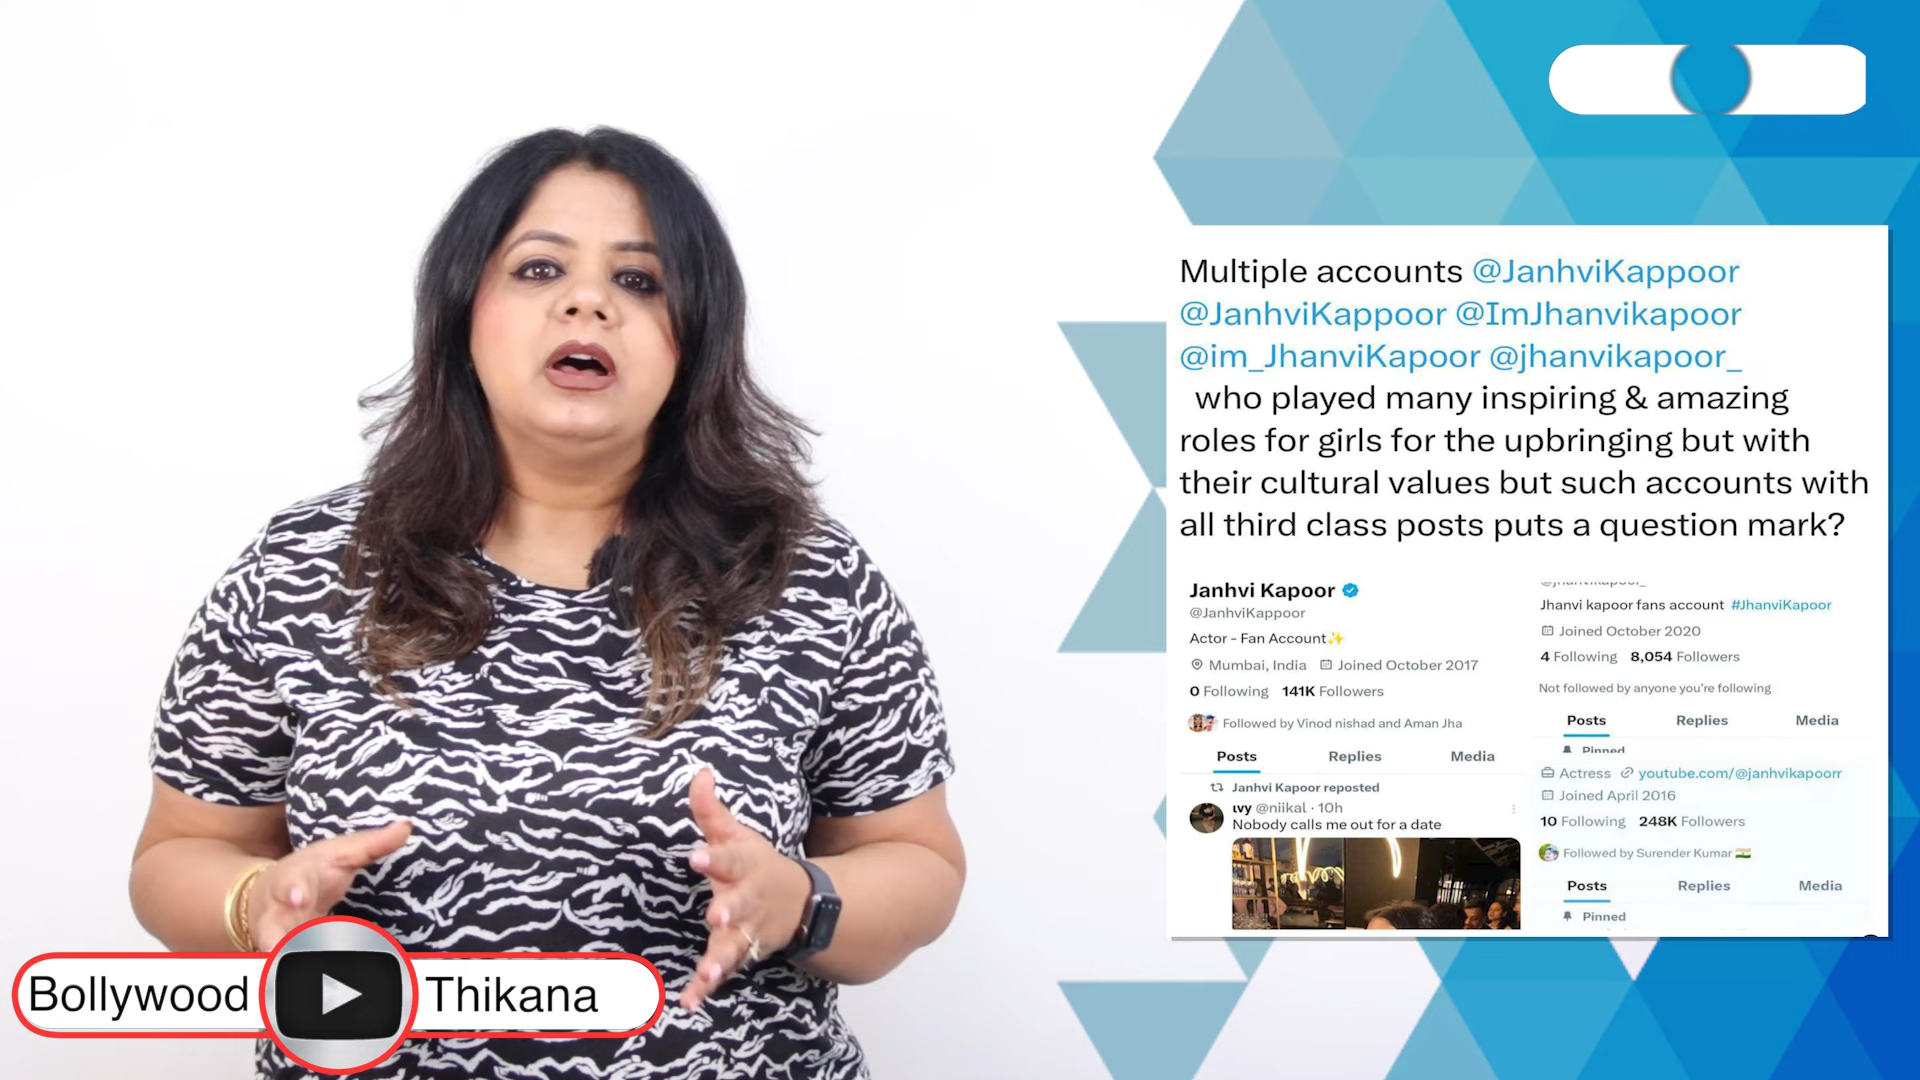 Multiple accounts @JanhviKappoor
@JanhviKappoor @ImJhanvikapoor
@im_JhanviKapoor @jhanvikapoor_
who played many inspiring & amazing
roles for girls for the upbringing but with
their cultural values but such accounts with
all third class posts puts a question mark?
Janhvi Kapoor
@JanhviKappoor
Actor - Fan Account✨
Mumbai, India Joined October 2017
0 Following 141K Followers
Followed by Vinod nishad and Aman Jha
Posts Replies Media
Janhvi Kapoor reposted
ιvy @niikal · 10h
Nobody calls me out for a date
@jhanvikapoor_
Jhanvi kapoor fans account #JhanviKapoor
Joined October 2020
4 Following 8,054 Followers
Not followed by anyone you're following
Posts Replies Media
Pinned
Actress youtube.com/@janhvikapoorr
Joined April 2016
10 Following 248K Followers
Followed by Surender Kumar 🇮🇳
Posts Replies Media
Pinned
Bollywood Thikana